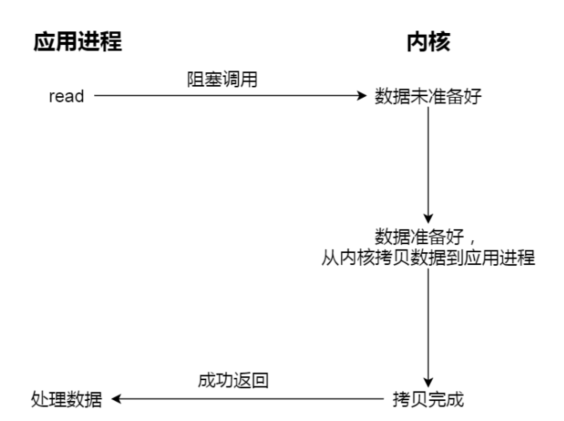 应用进程
内核
阻塞调用
read
数据未准备好
数据准备好，
从内核拷贝数据到应用进程
成功返回
处理数据
拷贝完成